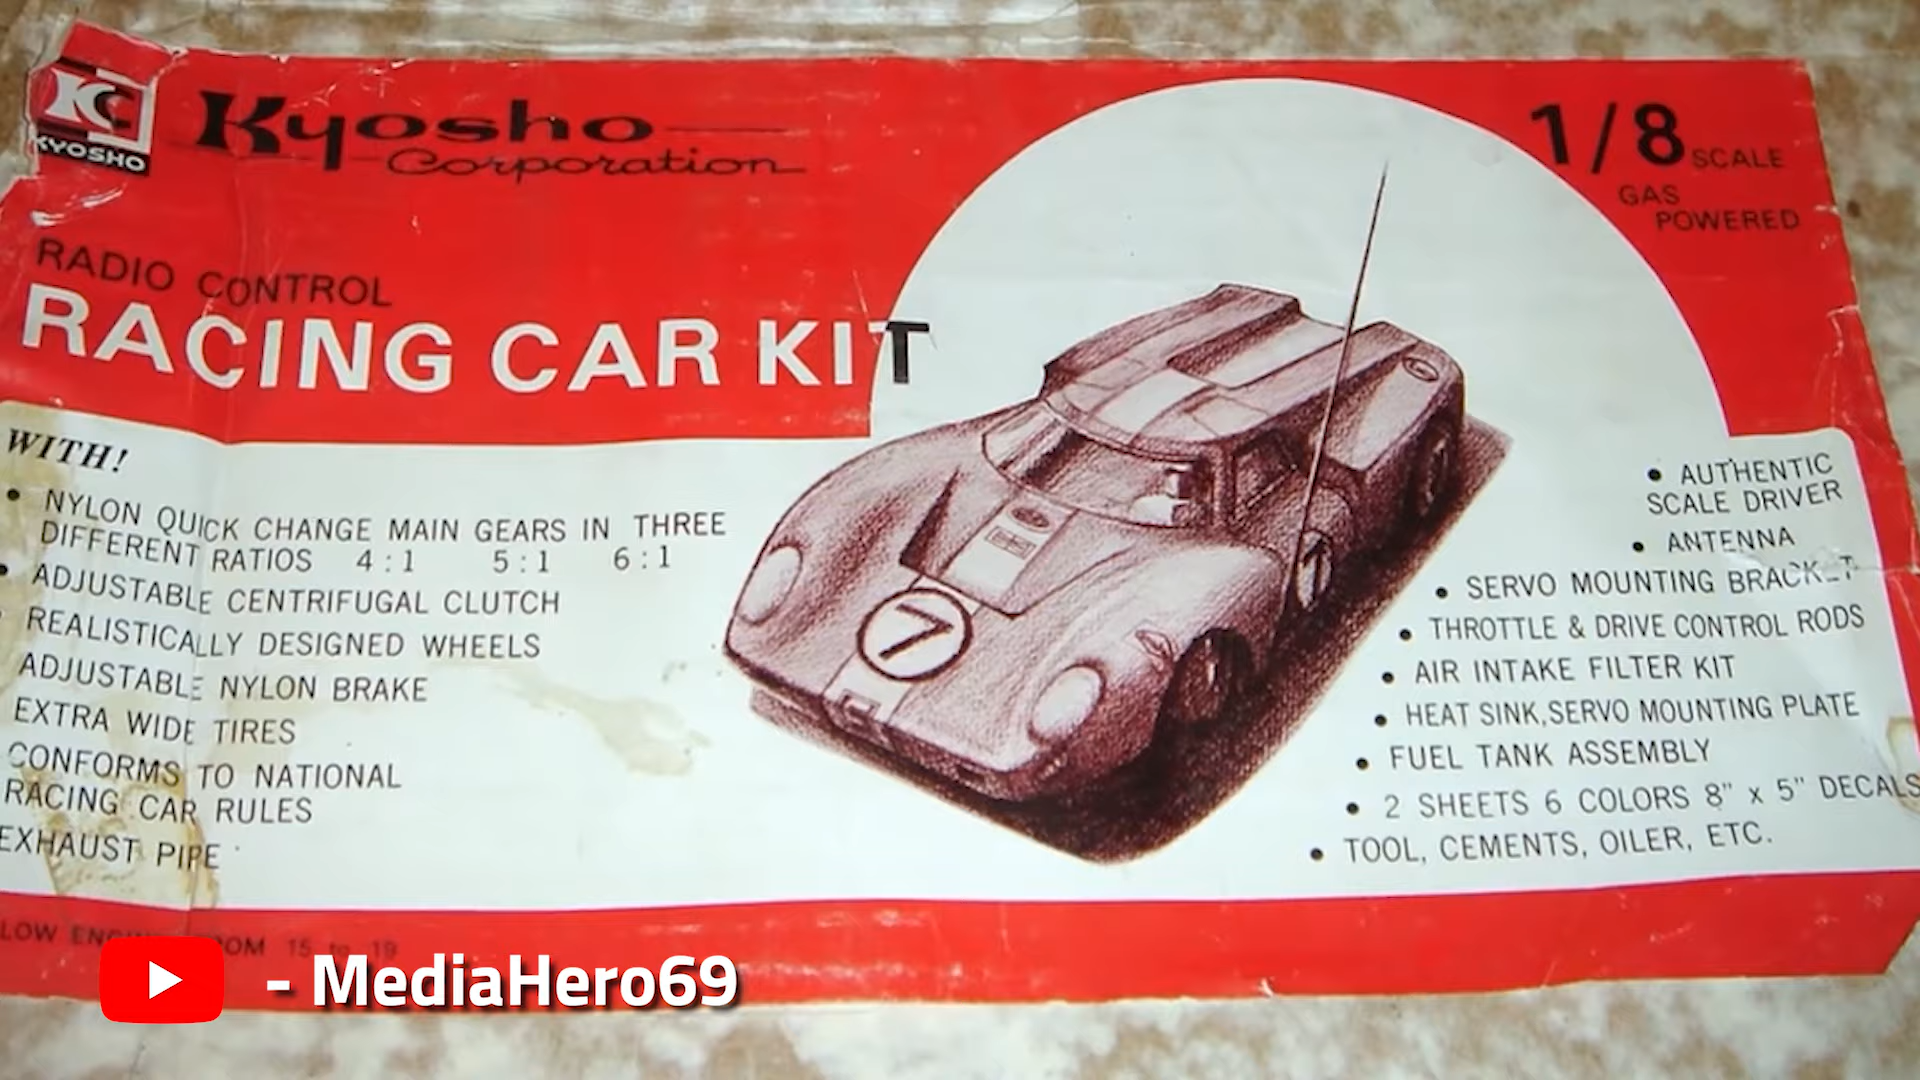 KC
KYOSHO
Kyosho
Corporation
1/8 SCALE
GAS
POWERED
RADIO CONTROL
RACING CAR KIT
WITH!
• NYLON QUICK CHANGE MAIN GEARS IN THREE
DIFFERENT RATIOS 4:1 5:1 6:1
• ADJUSTABLE CENTRIFUGAL CLUTCH
• REALISTICALLY DESIGNED WHEELS
ADJUSTABLE NYLON BRAKE
EXTRA WIDE TIRES
CONFORMS TO NATIONAL
RACING CAR RULES
EXHAUST PIPE
7
• AUTHENTIC
SCALE DRIVER
• ANTENNA
• SERVO MOUNTING BRACKET
• THROTTLE & DRIVE CONTROL RODS
• AIR INTAKE FILTER KIT
• HEAT SINK,SERVO MOUNTING PLATE
• FUEL TANK ASSEMBLY
• 2 SHEETS 6 COLORS 8" x 5" DECALS
• TOOL, CEMENTS, OILER, ETC.
LOW 15 to 19
- MediaHero69